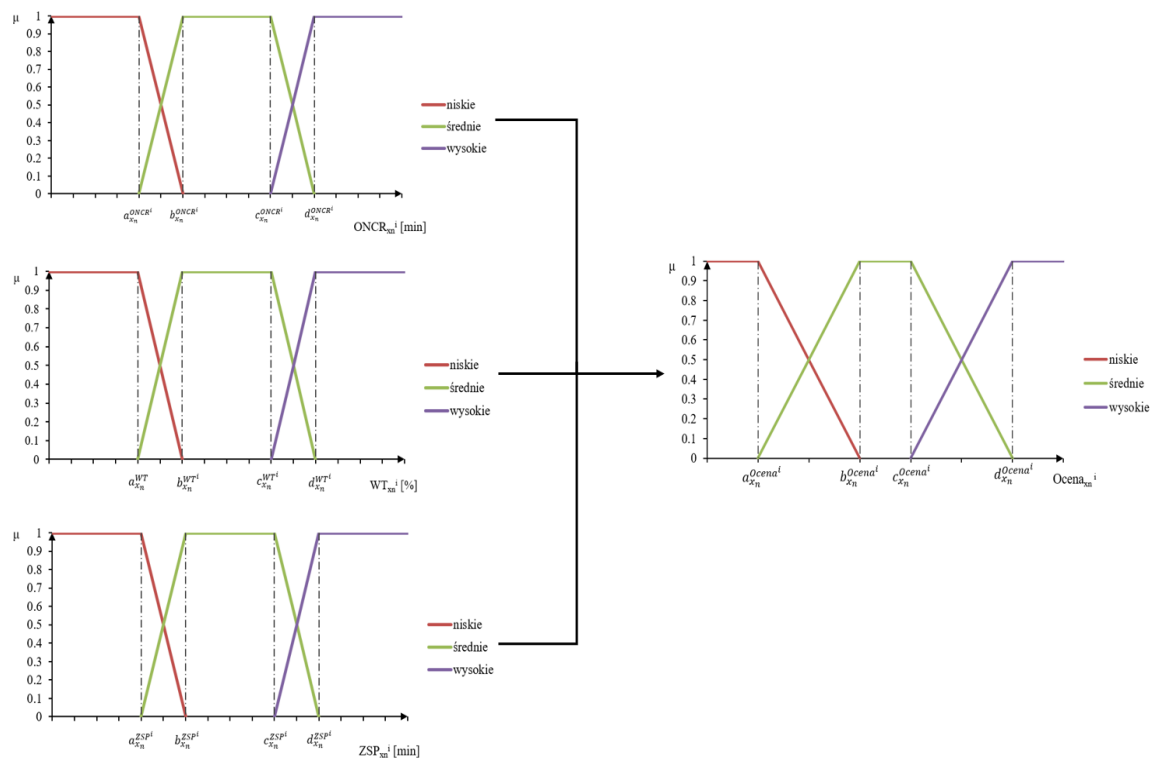 μ
1
0.9
0.8
0.7
0.6
0.5
0.4
0.3
0.2
0.1
0
niskie
średnie
wysokie
a_{x_n}^{ONCR^i} b_{x_n}^{ONCR^i} c_{x_n}^{ONCR^i} d_{x_n}^{ONCR^i}
ONCR_{xn}^i [min]
μ
1
0.9
0.8
0.7
0.6
0.5
0.4
0.3
0.2
0.1
0
niskie
średnie
wysokie
a_{x_n}^{WT} b_{x_n}^{WT^i} c_{x_n}^{WT^i} d_{x_n}^{WT^i}
WT_{xn}^i [%]
μ
1
0.9
0.8
0.7
0.6
0.5
0.4
0.3
0.2
0.1
0
niskie
średnie
wysokie
a_{x_n}^{ZSP^i} b_{x_n}^{ZSP^i} c_{x_n}^{ZSP^i} d_{x_n}^{ZSP^i}
ZSP_{xn}^i [min]
μ
1
0.9
0.8
0.7
0.6
0.5
0.4
0.3
0.2
0.1
0
niskie
średnie
wysokie
a_{x_n}^{Ocena^i} b_{x_n}^{Ocena^i} c_{x_n}^{Ocena^i} d_{x_n}^{Ocena^i}
Ocena_{xn}^i